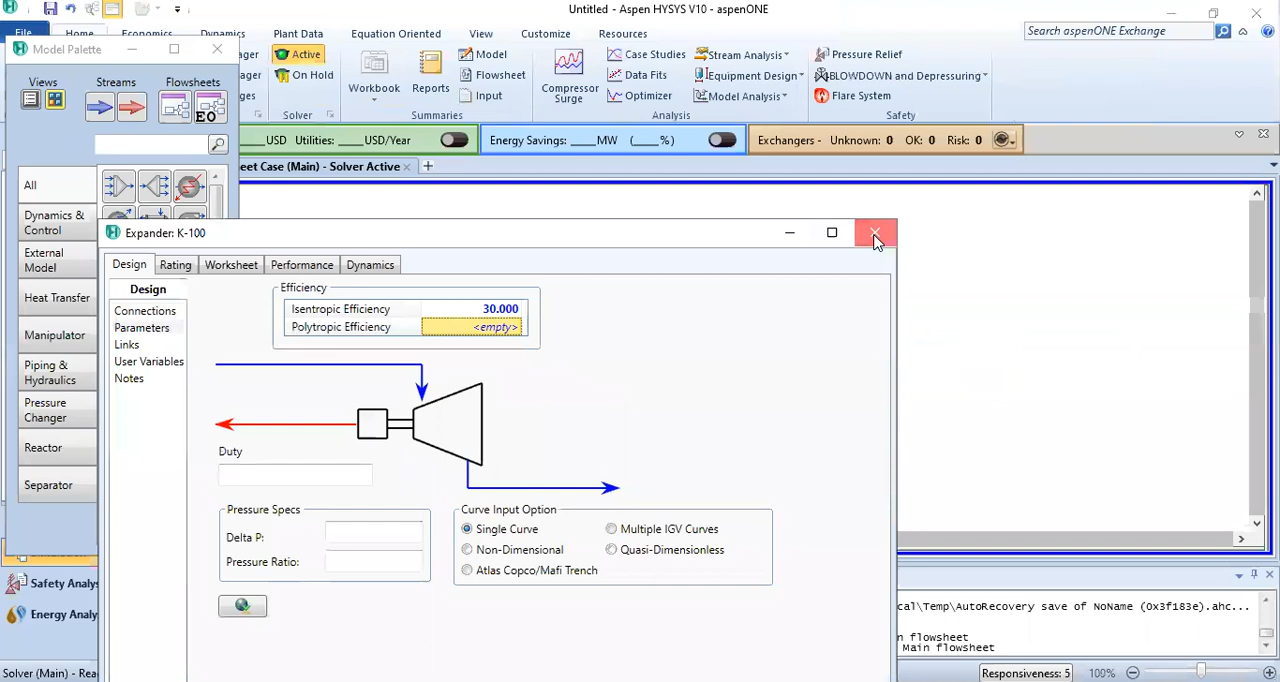 Untitled - Aspen HYSYS V10 - aspenONE
File Home Economics Dynamics Plant Data Equation Oriented View Customize Resources
Search aspenONE Exchange
Model Palette
Views Streams Flowsheets
EO
All
Dynamics & Control
External Model
Heat Transfer
Manipulator
Piping & Hydraulics
Pressure Changer
Reactor
Separator
ager Active
ager On Hold
ges
Solver
Workbook Reports
Model
Flowsheet
Input
Summaries
Compressor Surge
Case Studies
Data Fits
Optimizer
Stream Analysis
Equipment Design
Model Analysis
Analysis
Pressure Relief
BLOWDOWN and Depressuring
Flare System
Safety
USD Utilities: ____USD/Year
Energy Savings: ____MW (____%)
Exchangers - Unknown: 0 OK: 0 Risk: 0
eet Case (Main) - Solver Active
Expander: K-100
Design Rating Worksheet Performance Dynamics
Design
Connections
Parameters
Links
User Variables
Notes
Efficiency
Isentropic Efficiency 30.000
Polytropic Efficiency <empty>
Duty
Pressure Specs
Delta P:
Pressure Ratio:
Curve Input Option
Single Curve Multiple IGV Curves
Non-Dimensional Quasi-Dimensionless
Atlas Copco/Mafi Trench
Safety Analys
Energy Analy
cal\Temp\AutoRecovery save of NoName (0x3f183e).ahc...
n flowsheet
Main flowsheet
Solver (Main) - Rea
Responsiveness: 5 100%